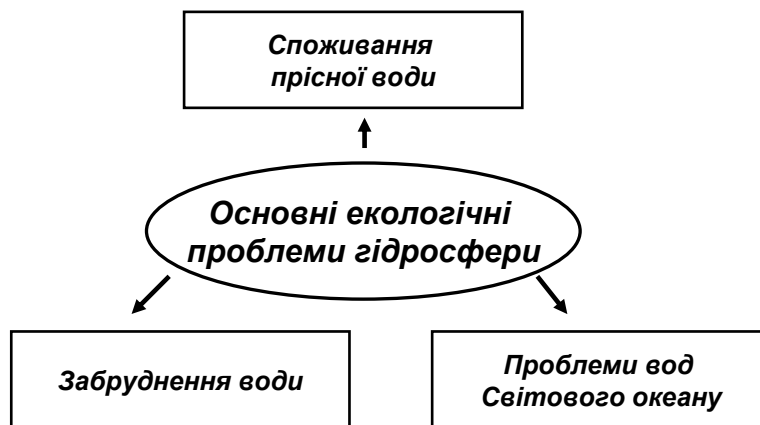 Споживання
прісної води
Основні екологічні
проблеми гідросфери
Забруднення води
Проблеми вод
Світового океану